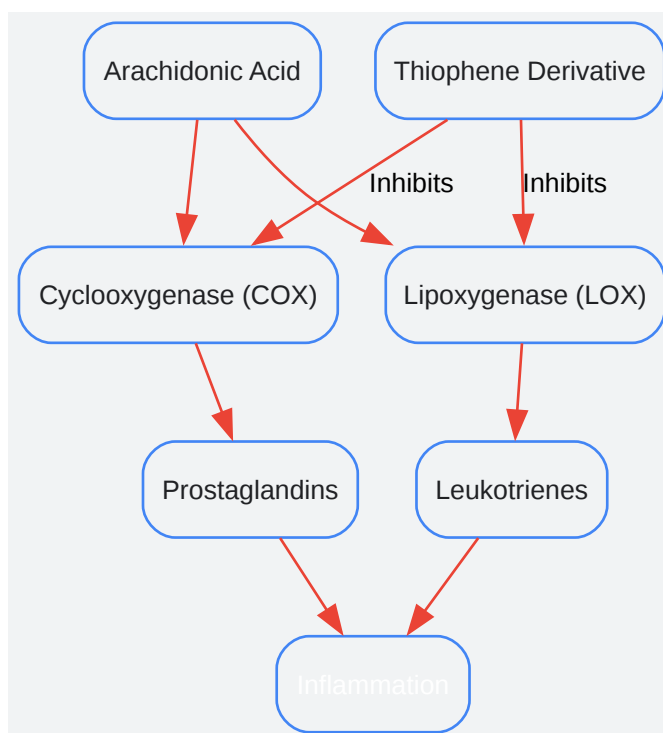 Arachidonic Acid
Thiophene Derivative
Inhibits
Inhibits
Cyclooxygenase (COX)
Lipoxygenase (LOX)
Prostaglandins
Leukotrienes
Inflammation